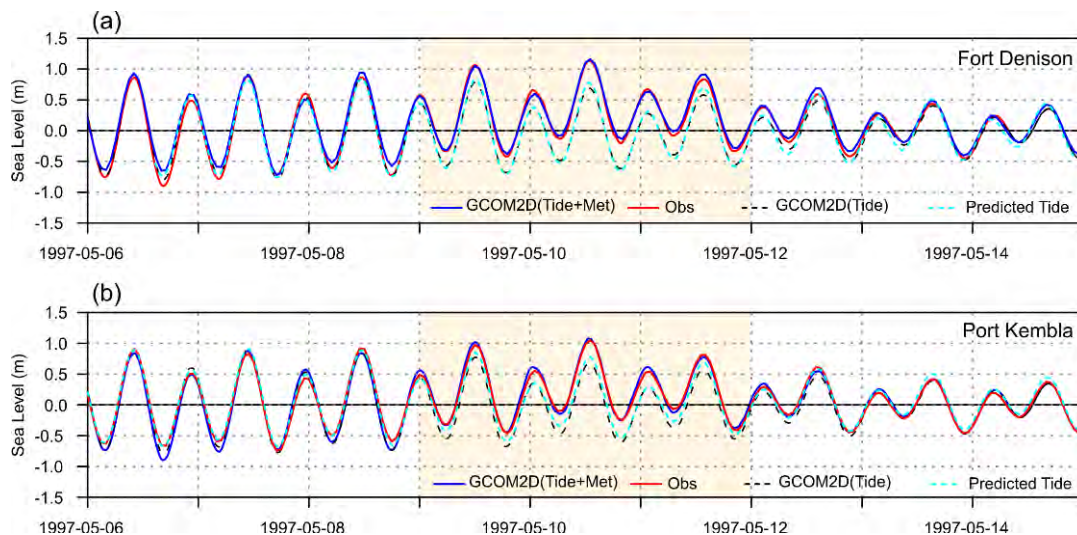 (a)
1.5
Fort Denison
1.0
0.5
0.0
-0.5
-1.0
-1.5
Sea Level (m)
GCOM2D(Tide+Met) Obs GCOM2D(Tide) Predicted Tide
1997-05-06 1997-05-08 1997-05-10 1997-05-12 1997-05-14
(b)
1.5
Port Kembla
1.0
0.5
0.0
-0.5
-1.0
-1.5
Sea Level (m)
GCOM2D(Tide+Met) Obs GCOM2D(Tide) Predicted Tide
1997-05-06 1997-05-08 1997-05-10 1997-05-12 1997-05-14